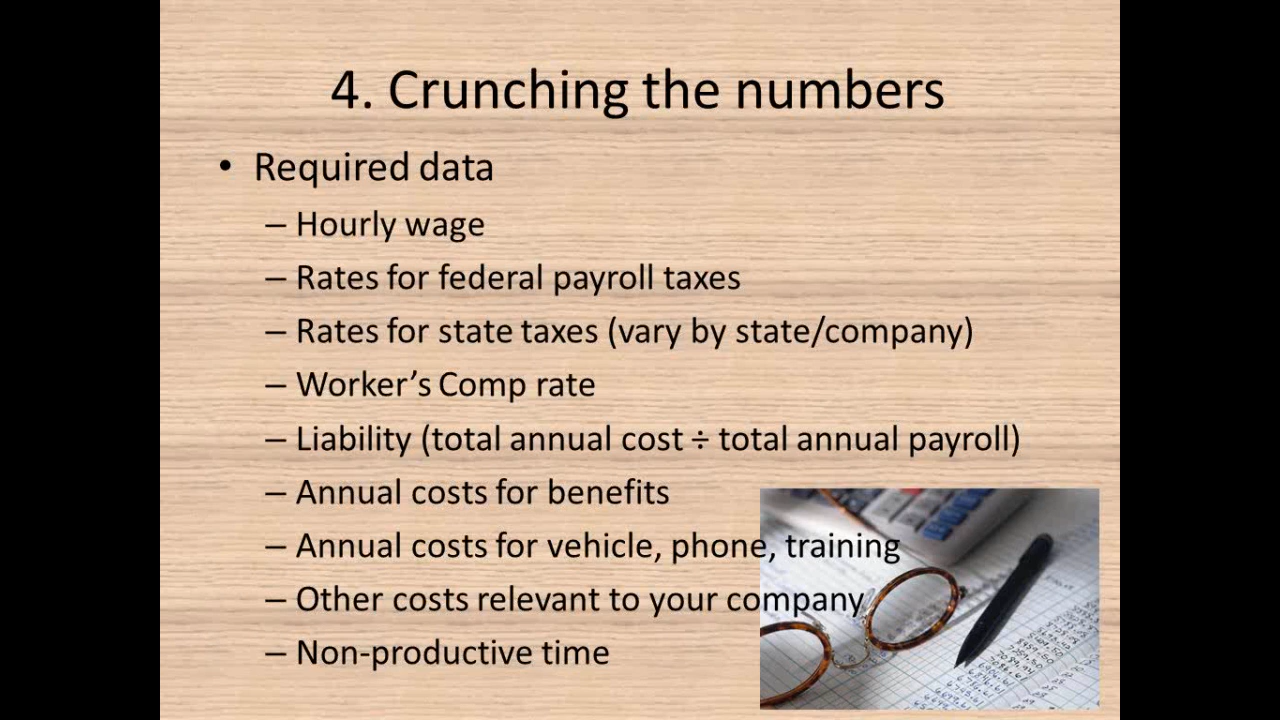 4. Crunching the numbers
• Required data
– Hourly wage
– Rates for federal payroll taxes
– Rates for state taxes (vary by state/company)
– Worker’s Comp rate
– Liability (total annual cost ÷ total annual payroll)
– Annual costs for benefits
– Annual costs for vehicle, phone, training
– Other costs relevant to your company
– Non-productive time